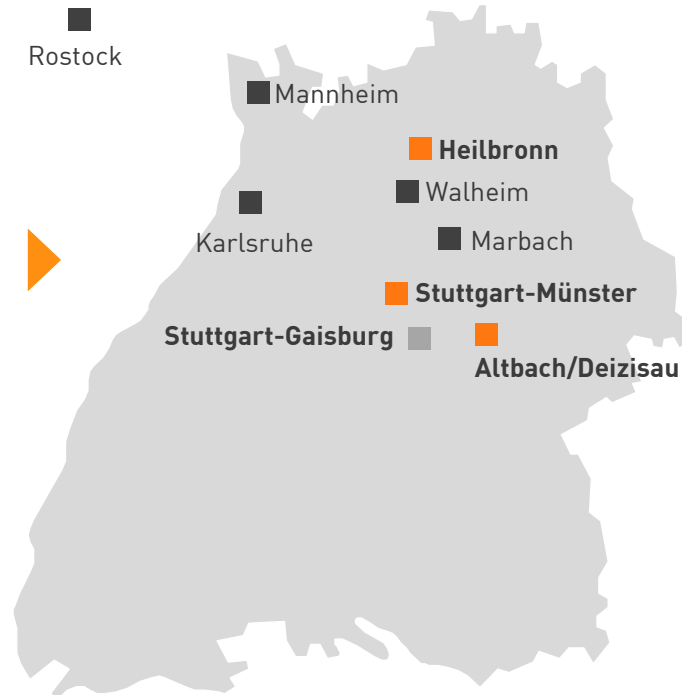 Rostock
Mannheim
Heilbronn
Walheim
Karlsruhe
Marbach
Stuttgart-Münster
Stuttgart-Gaisburg
Altbach/Deizisau